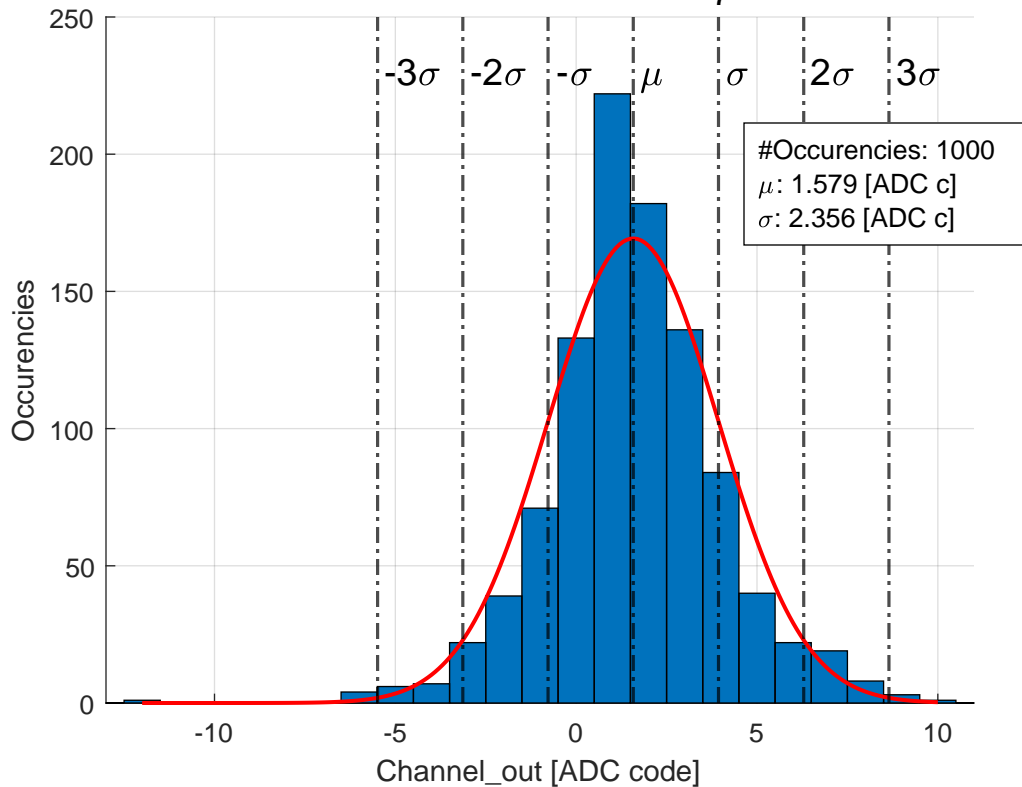 250
200
150
100
50
0
-3σ -2σ -σ μ σ 2σ 3σ
#Occurencies: 1000
μ: 1.579 [ADC c]
σ: 2.356 [ADC c]
Occurencies
-10 -5 0 5 10
Channel_out [ADC code]